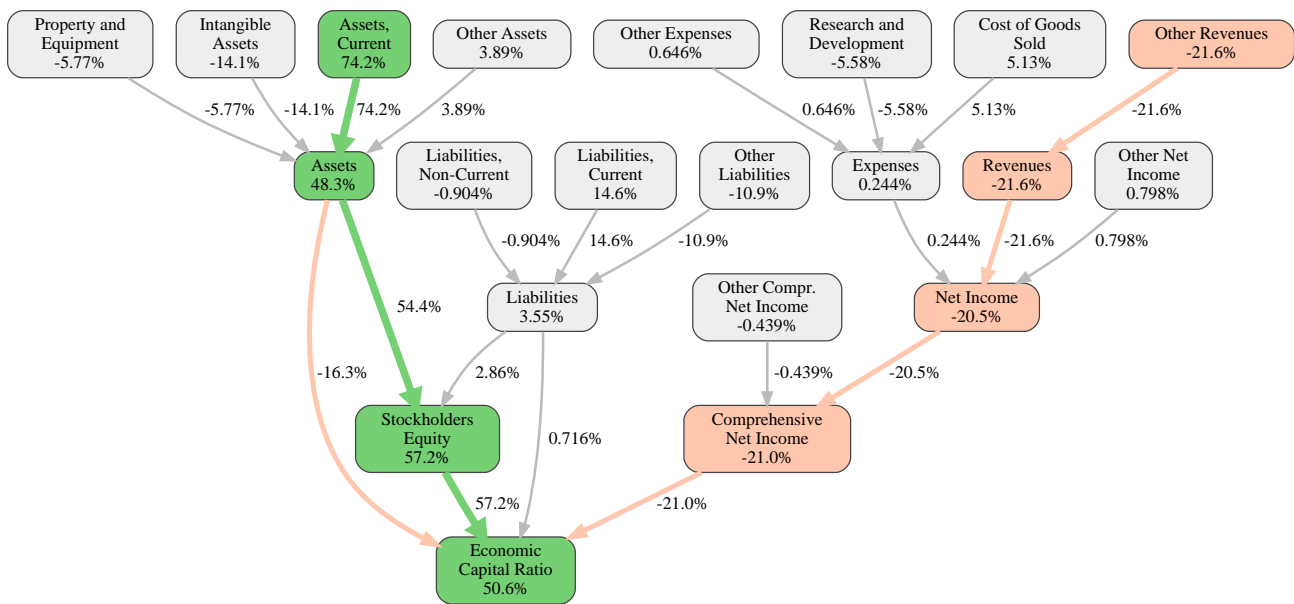 Property and
Equipment
-5.77%
Intangible
Assets
-14.1%
Assets,
Current
74.2%
Other Assets
3.89%
Other Expenses
0.646%
Research and
Development
-5.58%
Cost of Goods
Sold
5.13%
Other Revenues
-21.6%
-5.77%
-14.1%
74.2%
3.89%
0.646%
-5.58%
5.13%
-21.6%
Assets
48.3%
Liabilities,
Non-Current
-0.904%
Liabilities,
Current
14.6%
Other
Liabilities
-10.9%
Expenses
0.244%
Revenues
-21.6%
Other Net
Income
0.798%
-0.904%
14.6%
-10.9%
0.244%
-21.6%
0.798%
54.4%
Liabilities
3.55%
Other Compr.
Net Income
-0.439%
Net Income
-20.5%
-16.3%
2.86%
-0.439%
-20.5%
Stockholders
Equity
57.2%
0.716%
Comprehensive
Net Income
-21.0%
57.2%
-21.0%
Economic
Capital Ratio
50.6%